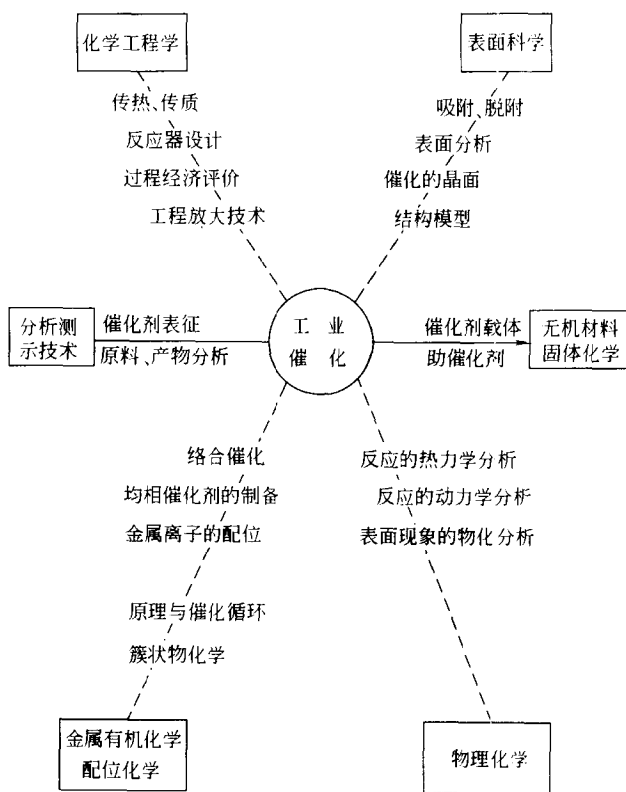 化学工程学
表面科学
传热、传质
反应器设计
过程经济评价
工程放大技术
吸附、脱附
表面分析
催化的晶面
结构模型
分析测
示技术
催化剂表征
原料、产物分析
工业
催化
催化剂载体
助催化剂
无机材料
固体化学
络合催化
均相催化剂的制备
金属离子的配位
原理与催化循环
簇状物化学
反应的热力学分析
反应的动力学分析
表面现象的物化分析
金属有机化学
配位化学
物理化学